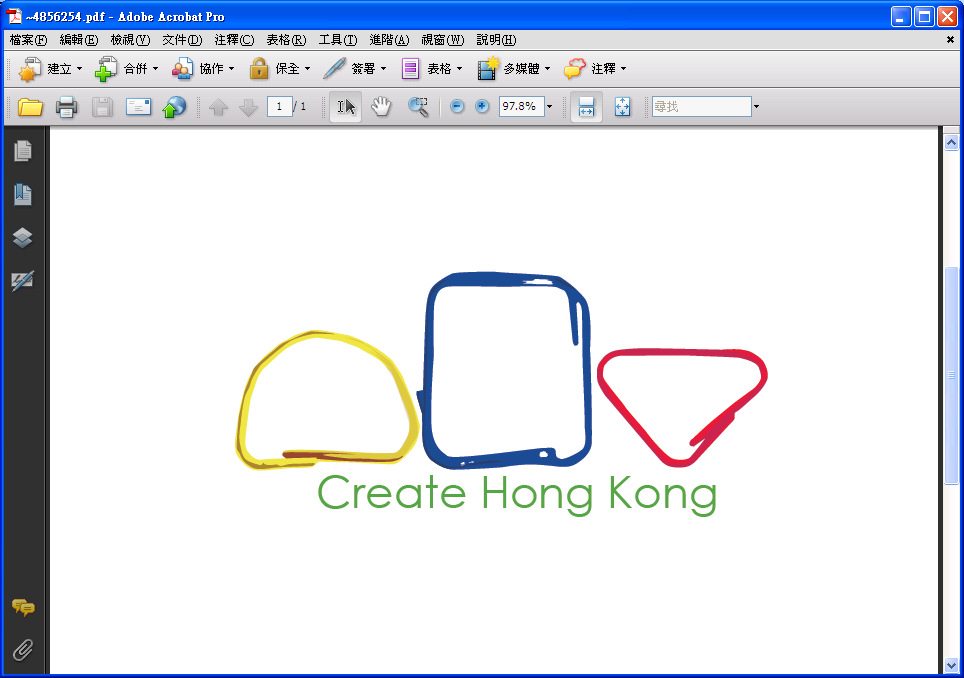 ~4856254.pdf - Adobe Acrobat Pro
檔案(F) 編輯(E) 檢視(V) 文件(D) 注釋(C) 表格(R) 工具(T) 進階(A) 視窗(W) 說明(H)
建立 合併 協作 保全 簽署 表格 多媒體 注釋
1 / 1 97.8% 尋找
Create Hong Kong